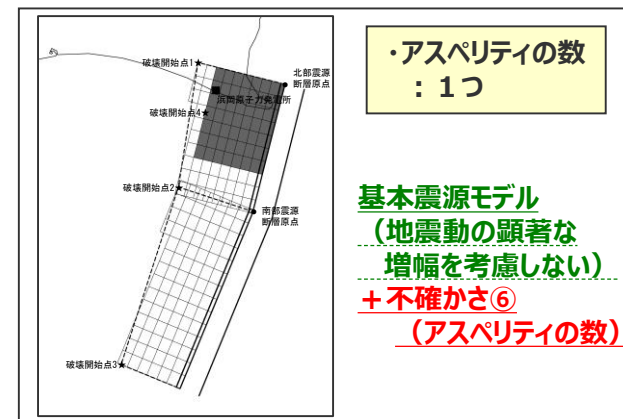 破壊開始点1★
北部震源
断層原点
浜岡原子力発電所
破壊開始点4★
破壊開始点2★
南部震源
断層原点
破壊開始点3★
・アスペリティの数
：１つ
基本震源モデル
（地震動の顕著な
増幅を考慮しない）
＋不確かさ⑥
（アスペリティの数）